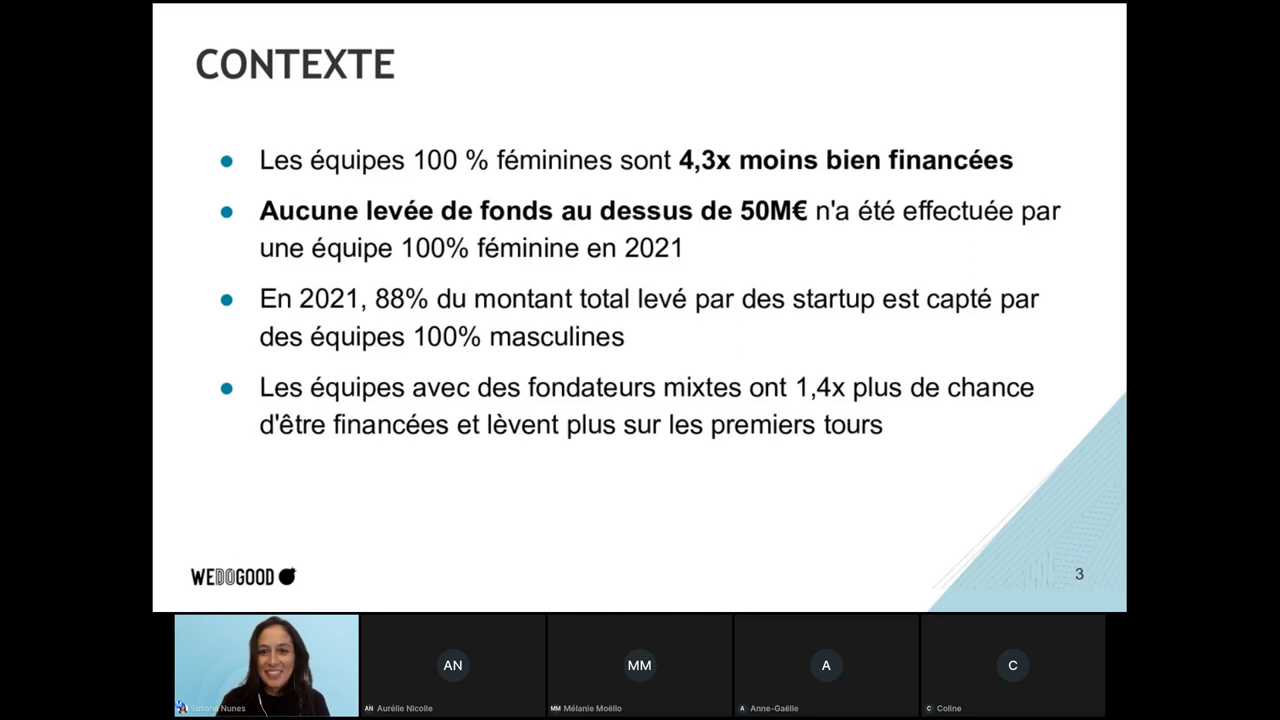 CONTEXTE
Les équipes 100 % féminines sont 4,3x moins bien financées
Aucune levée de fonds au dessus de 50M€ n'a été effectuée par
une équipe 100% féminine en 2021
En 2021, 88% du montant total levé par des startup est capté par
des équipes 100% masculines
Les équipes avec des fondateurs mixtes ont 1,4x plus de chance
d'être financées et lèvent plus sur les premiers tours
WEDOGOOD
3
AN
MM
A
C
Susana Nunes
AN Aurélie Nicolle
MM Mélanie Moëllo
A Anne-Gaëlle
C Coline